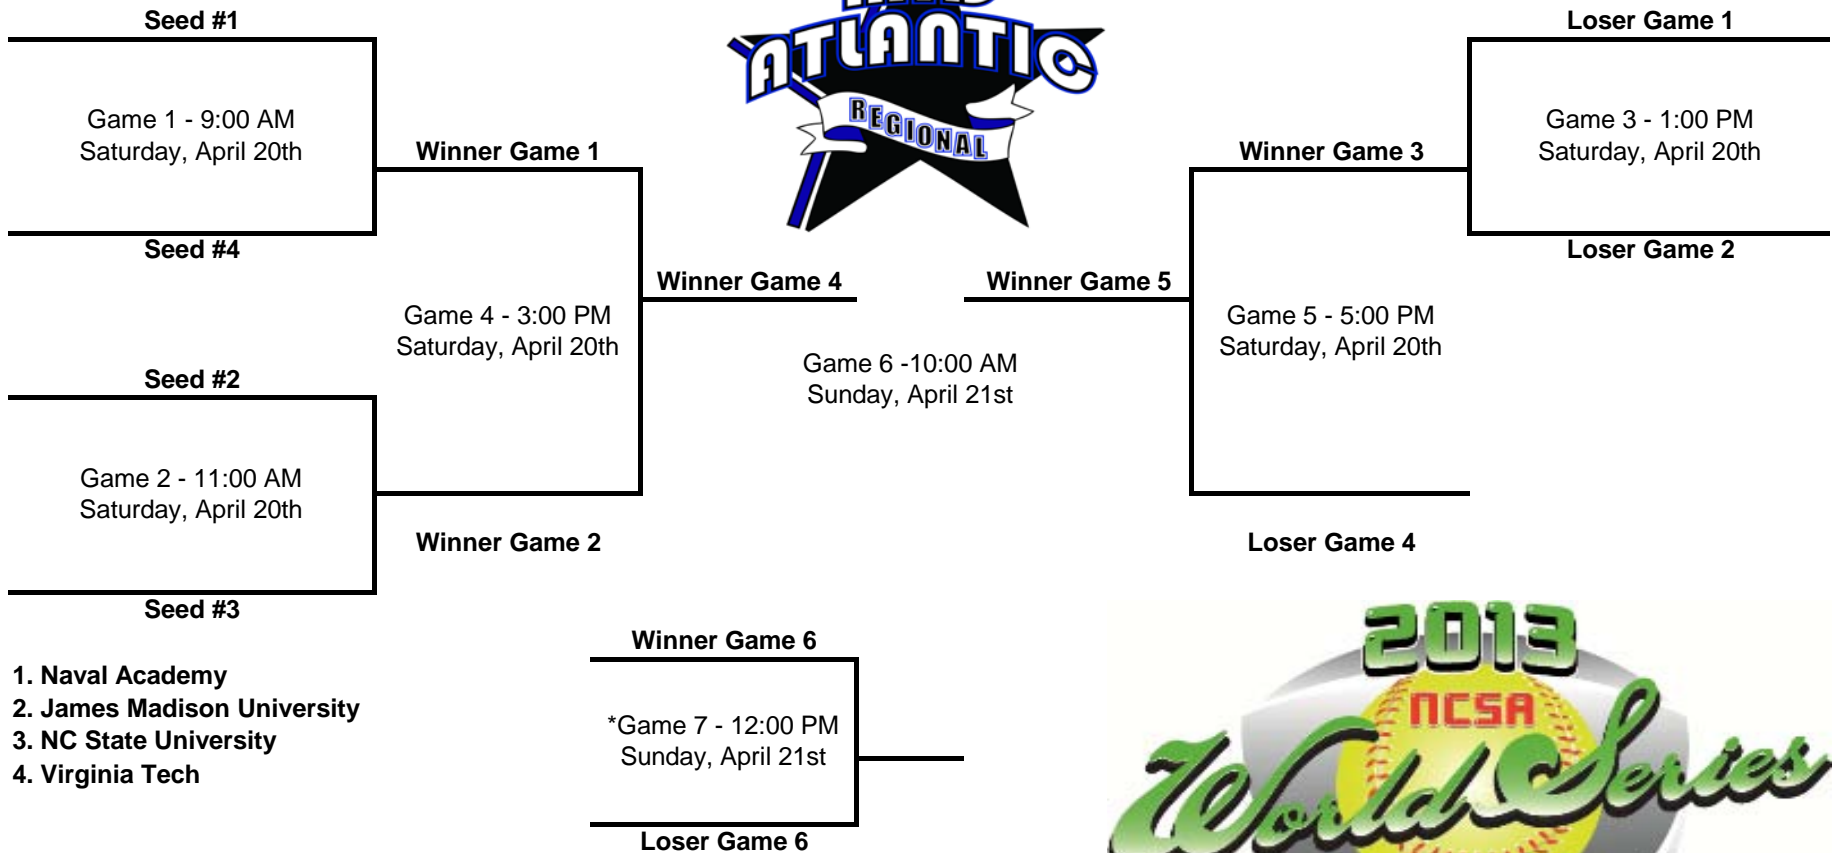 Seed #1
Game 1 - 9:00 AM
Saturday, April 20th
Seed #4
Winner Game 1
Game 4 - 3:00 PM
Saturday, April 20th
Seed #2
Game 2 - 11:00 AM
Saturday, April 20th
Seed #3
Winner Game 2
Winner Game 4
ATLANTIC
REGIONAL
Winner Game 5
Game 6 -10:00 AM
Sunday, April 21st
Loser Game 1
Game 3 - 1:00 PM
Saturday, April 20th
Loser Game 2
Winner Game 3
Game 5 - 5:00 PM
Saturday, April 20th
Loser Game 4
1. Naval Academy
2. James Madison University
3. NC State University
4. Virginia Tech
Winner Game 6
*Game 7 - 12:00 PM
Sunday, April 21st
Loser Game 6
2013
NCSA
World Series